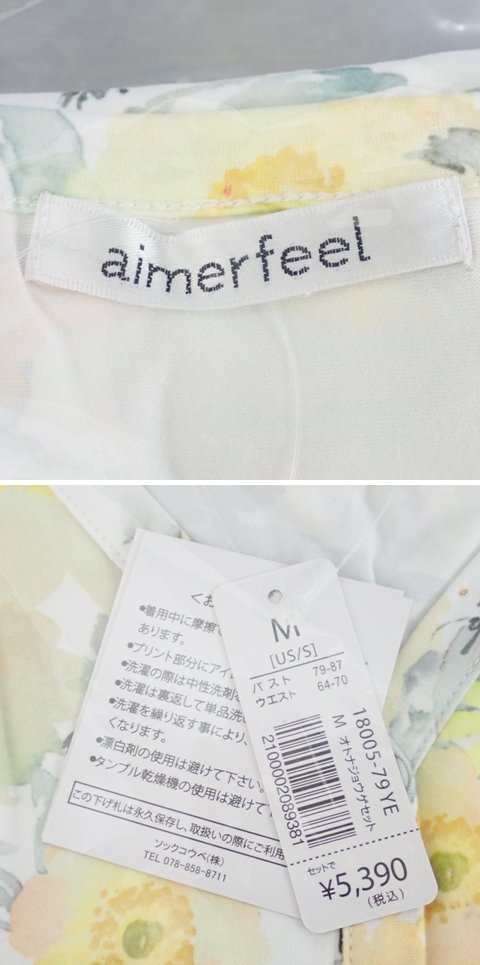 aimerfeel
＜お
●着用中に摩擦で
あります。
●プリント部分にアイ
●洗濯の際は中性洗剤を
●洗濯は裏返して単品洗
●洗濯を繰り返す事により、
くなります。
●漂白剤の使用は避けて下さい。
●タンブル乾燥機の使用は避けて下
この下げ札は永久保存し、取扱いの際にご利用
ソックコウベ(株)
TEL 078-858-8711
M
[US/S]
バスト 79-87
ウエスト 64-70
18005-79YE
M オトナショウゲセット
2100002089381
セットで
¥5,390
(税込)